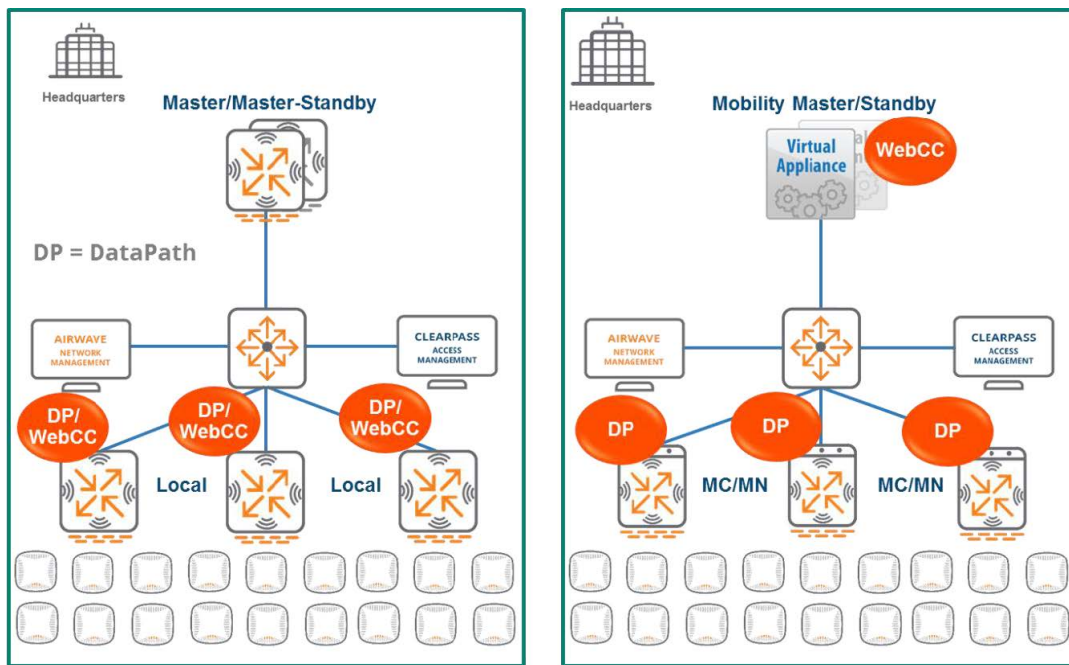 Headquarters
Master/Master-Standby
DP = DataPath
AIRWAVE
NETWORK
MANAGEMENT
CLEARPASS
ACCESS
MANAGEMENT
DP/
WebCC
DP/
WebCC
DP/
WebCC
Local
Local
Headquarters
Mobility Master/Standby
Virtual
Appliance
WebCC
AIRWAVE
NETWORK
MANAGEMENT
CLEARPASS
ACCESS
MANAGEMENT
DP
DP
DP
MC/MN
MC/MN